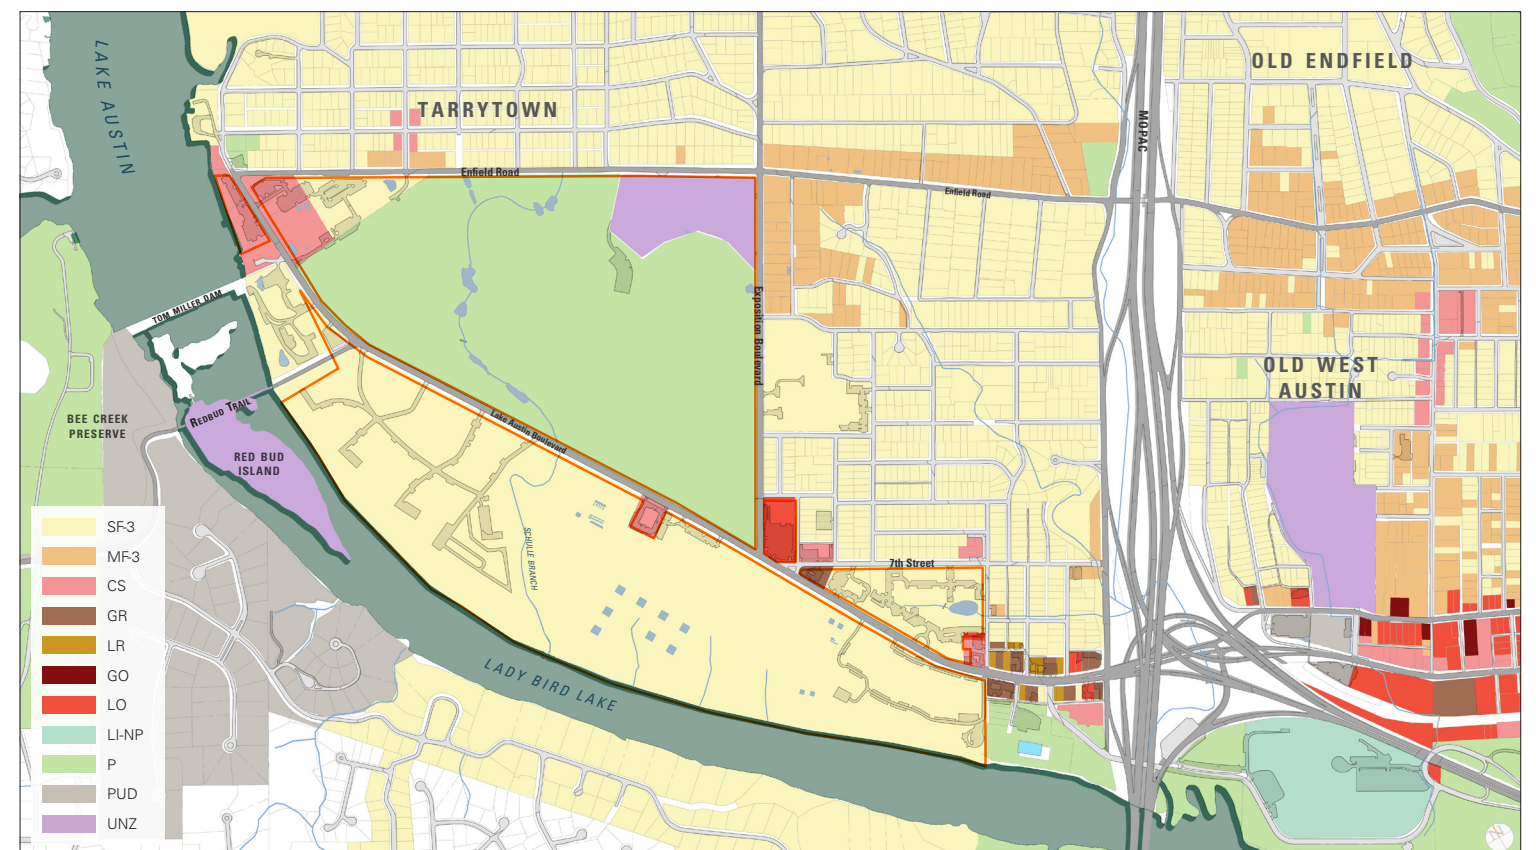 LAKE AUSTIN
TARRYTOWN
OLD ENDFIELD
MOPAC
Enfield Road
Enfield Road
TOM MILLER DAM
Exposition Boulevard
OLD WEST
AUSTIN
BEE CREEK
PRESERVE
REDBUD TRAIL
RED BUD
ISLAND
Lake Austin Boulevard
SCHULLE BRANCH
7th Street
LADY BIRD LAKE
SF-3
MF-3
CS
GR
LR
GO
LO
LI-NP
P
PUD
UNZ